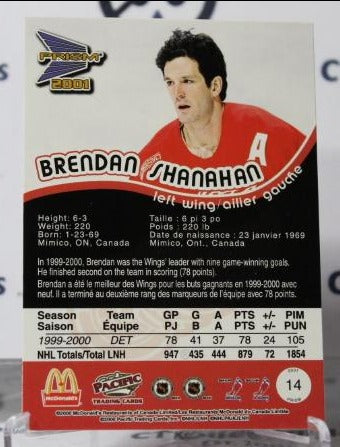 PRISM
2001
A
BRENDAN SHANAHAN
left wing/ailier gauche
Height: 6-3 Taille : 6 pi 3 po
Weight: 220 Poids : 220 lb
Born: 1-23-69 Date de naissance : 23 janvier 1969
Mimico, ON, Canada Mimico, Ont., Canada
In 1999-2000, Brendan was the Wings' leader with nine game-winning goals.
He finished second on the team in scoring (78 points).
Brendan a été le meilleur des Wings pour les buts gagnants en 1999-2000 avec
neuf. Il a terminé au deuxième rang des marqueurs de l'équipe avec 78 points.
Season Team GP G A PTS +/- PIM
Saison Équipe PJ B A PTS +/- PUN
1999-2000 DET 78 41 37 78 24 105
NHL Totals/Total LNH 947 435 444 879 72 1854
McDonald's
PACIFIC
TRADING CARDS
14